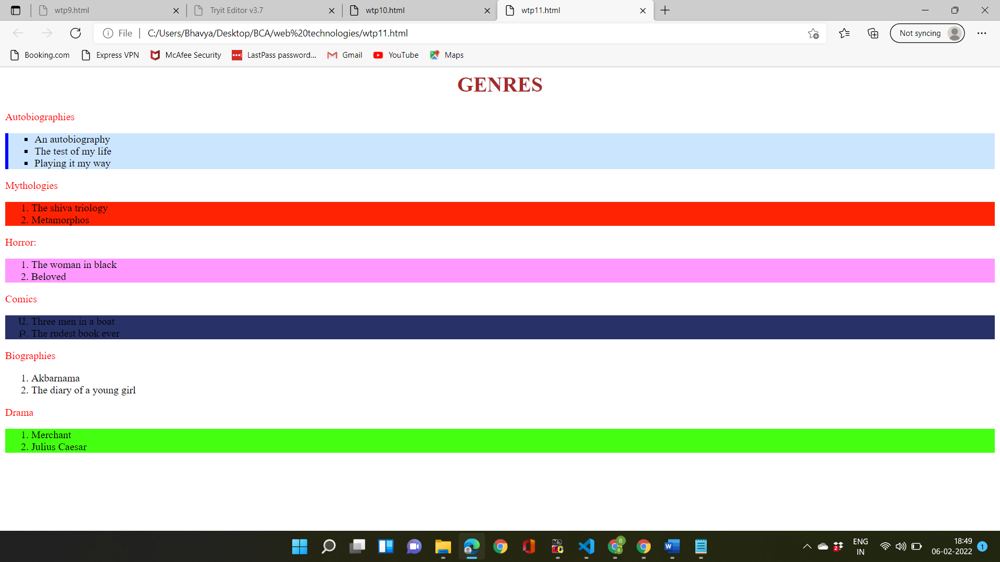 wtp9.html
Tryit Editor v3.7
wtp10.html
wtp11.html
File
C:/Users/Bhavya/Desktop/BCA/web%20technologies/wtp11.html
Not syncing
Booking.com
Express VPN
McAfee Security
LastPass password...
Gmail
YouTube
Maps
GENRES
Autobiographies
▪ An autobiography
▪ The test of my life
▪ Playing it my way
Mythologies
1. The shiva triology
2. Metamorphos
Horror:
1. The woman in black
2. Beloved
Comics
Ա. Three men in a boat
Բ. The rudest book ever
Biographies
1. Akbarnama
2. The diary of a young girl
Drama
1. Merchant
2. Julius Caesar
B
B
MS
W
2
ENG
IN
18:49
06-02-2022
1